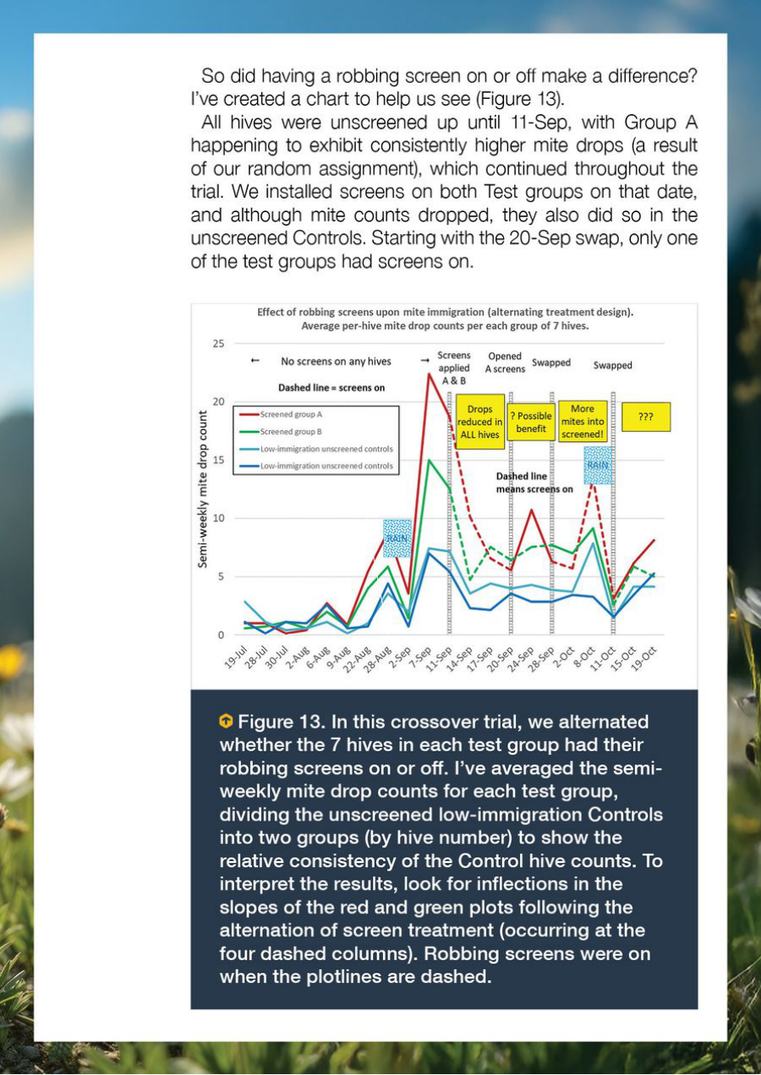 So did having a robbing screen on or off make a difference?
I've created a chart to help us see (Figure 13).
All hives were unscreened up until 11-Sep, with Group A
happening to exhibit consistently higher mite drops (a result
of our random assignment), which continued throughout the
trial. We installed screens on both Test groups on that date,
and although mite counts dropped, they also did so in the
unscreened Controls. Starting with the 20-Sep swap, only one
of the test groups had screens on.
Effect of robbing screens upon mite immigration (alternating treatment design).
Average per-hive mite drop counts per each group of 7 hives.
25
20
15
10
5
0
Semi-weekly mite drop count
← No screens on any hives →
Screens
applied
A & B
Opened
A screens
Swapped
Swapped
Dashed line = screens on
Screened group A
Screened group B
Low-immigration unscreened controls
Low-immigration unscreened controls
Drops
reduced in
ALL hives
? Possible
benefit
More
mites into
screened!
???
Dashed line
means screens on
RAIN
RAIN
19-Jul
28-Jul
30-Jul
2-Aug
6-Aug
9-Aug
22-Aug
28-Aug
2-Sep
7-Sep
11-Sep
14-Sep
17-Sep
20-Sep
24-Sep
28-Sep
2-Oct
8-Oct
11-Oct
15-Oct
19-Oct
Figure 13. In this crossover trial, we alternated
whether the 7 hives in each test group had their
robbing screens on or off. I've averaged the semi-
weekly mite drop counts for each test group,
dividing the unscreened low-immigration Controls
into two groups (by hive number) to show the
relative consistency of the Control hive counts. To
interpret the results, look for inflections in the
slopes of the red and green plots following the
alternation of screen treatment (occurring at the
four dashed columns). Robbing screens were on
when the plotlines are dashed.